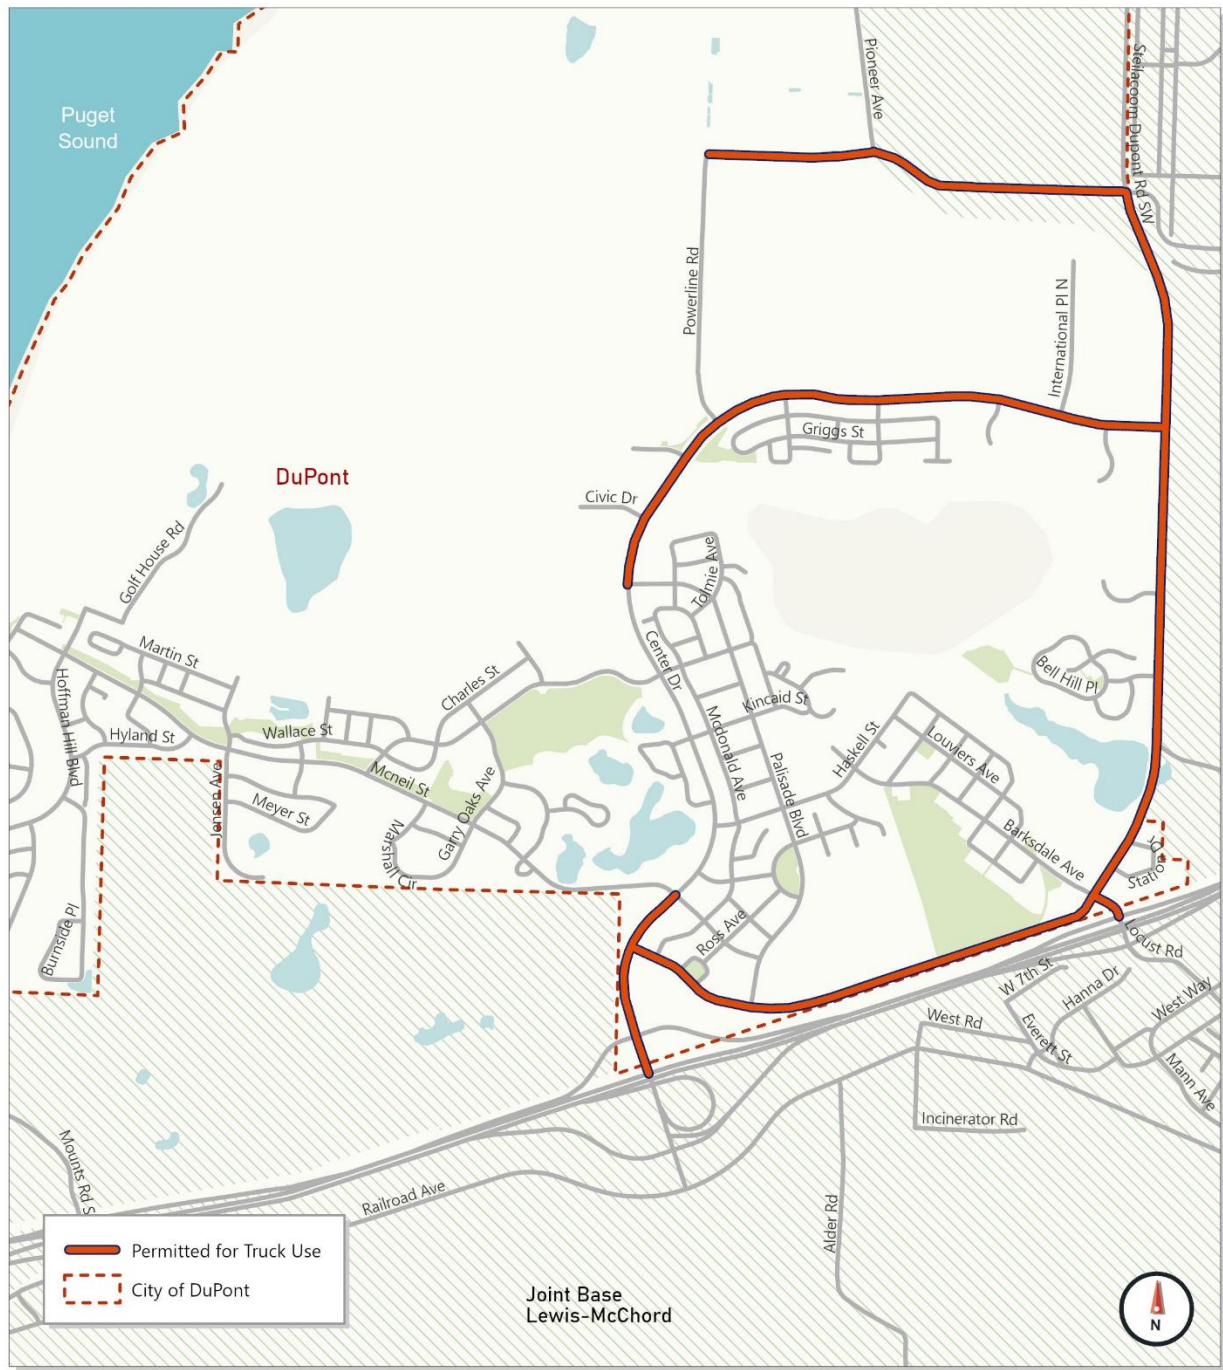 Puget
Sound
Pioneer Ave
Steilacoom Dupont Rd SW
Powerline Rd
International Pl N
Griggs St
DuPont
Civic Dr
Golf House Rd
Tolmie Ave
Martin St
Center Dr
Charles St
Bell Hill Pl
Hoffman Hill Blvd
Kincaid St
Hyland St
Wallace St
Mcdonald Ave
Haskell St
Louviers Ave
Mcneil St
Palisade Blvd
Jensen Ave
Meyer St
Garry Oaks Ave
Marshall Cir
Barksdale Ave
Station Dr
Burnside Pl
Ross Ave
Locust Rd
W 7th St
Hanna Dr
West Way
West Rd
Everett St
Mann Ave
Incinerator Rd
Mounts Rd S
Railroad Ave
Alder Rd
Permitted for Truck Use
City of DuPont
Joint Base
Lewis-McChord
N